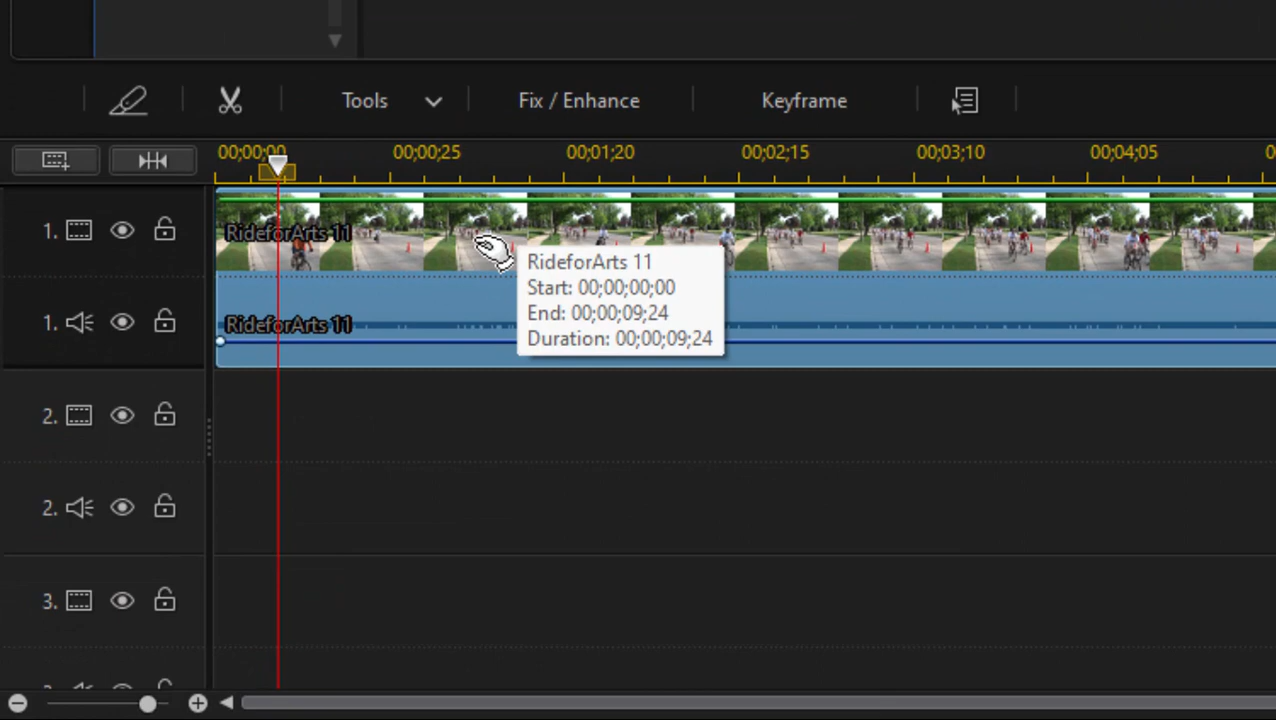 Tools Fix / Enhance Keyframe
00;00;00 00;00;25 00;01;20 00;02;15 00;03;10 00;04;05
1. RideforArts 11
RideforArts 11
Start: 00;00;00;00
End: 00;00;09;24
Duration: 00;00;09;24
1. RideforArts 11
2.
2.
3.